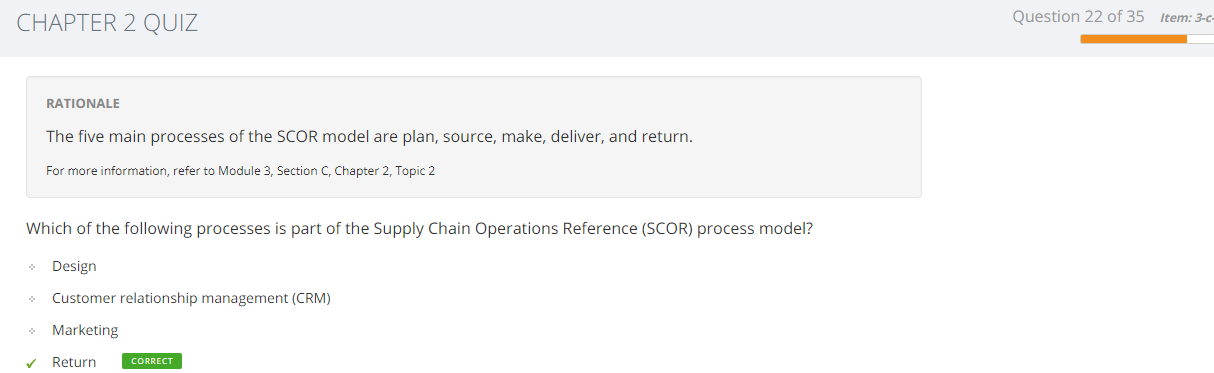 CHAPTER 2 QUIZ
Question 22 of 35 Item: 3-c-
RATIONALE
The five main processes of the SCOR model are plan, source, make, deliver, and return.
For more information, refer to Module 3, Section C, Chapter 2, Topic 2
Which of the following processes is part of the Supply Chain Operations Reference (SCOR) process model?
Design
Customer relationship management (CRM)
Marketing
Return CORRECT